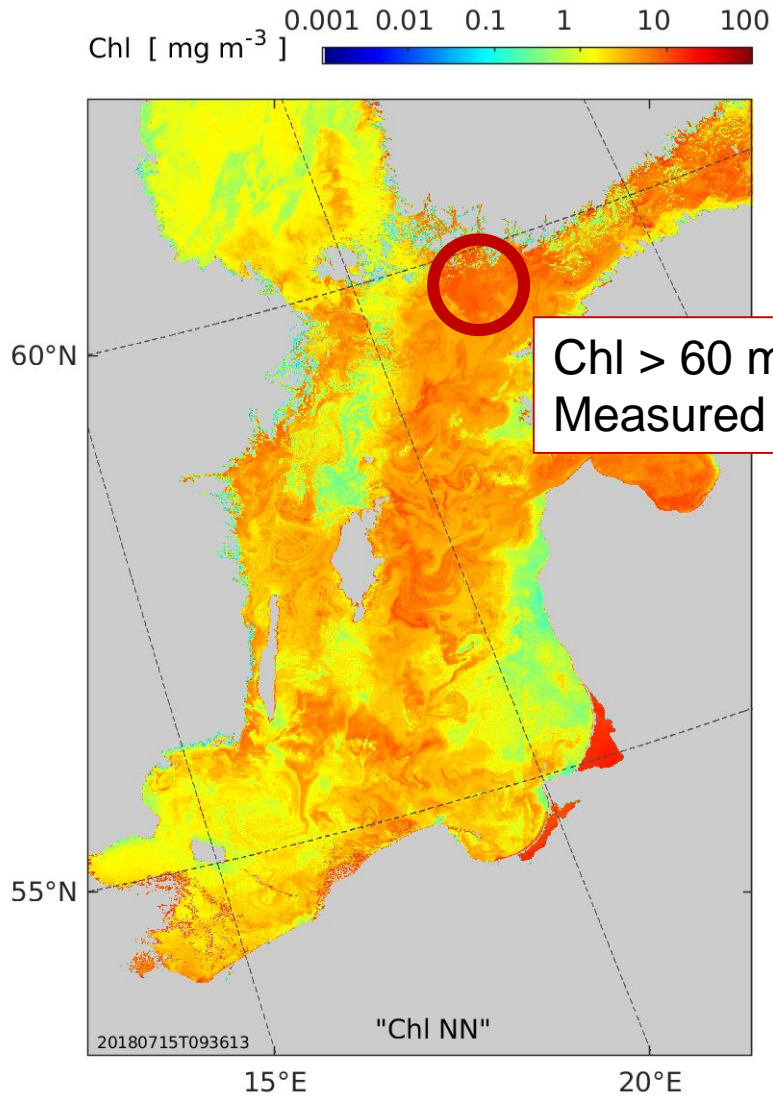 0.001 0.01 0.1 1 10 100
Chl [ mg m-3 ]
60°N
Chl > 60 m
Measured
55°N
"Chl NN"
20180715T093613
15°E 20°E